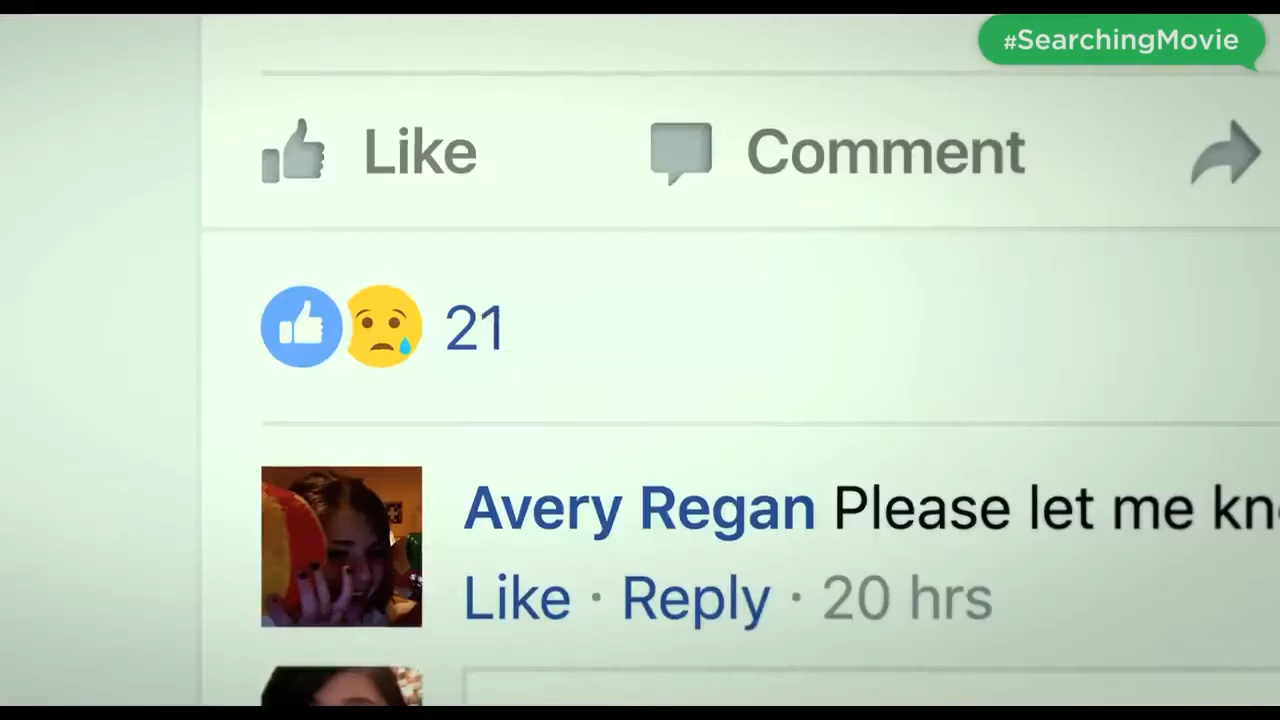 #SearchingMovie
Like Comment
21
Avery Regan Please let me kn
Like · Reply · 20 hrs